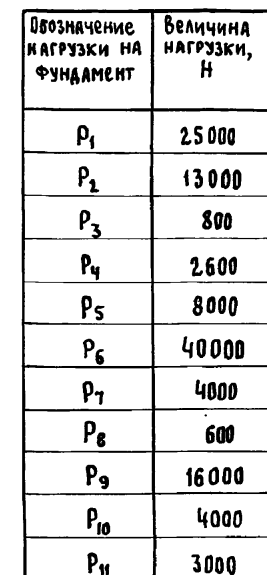 Обозначение нагрузки на фундамент | Величина нагрузки, Н
P₁ 25000
P₂ 13000
P₃ 800
P₄ 2600
P₅ 8000
P₆ 40000
P₇ 4000
P₈ 600
P₉ 16000
P₁₀ 4000
P₁₁ 3000